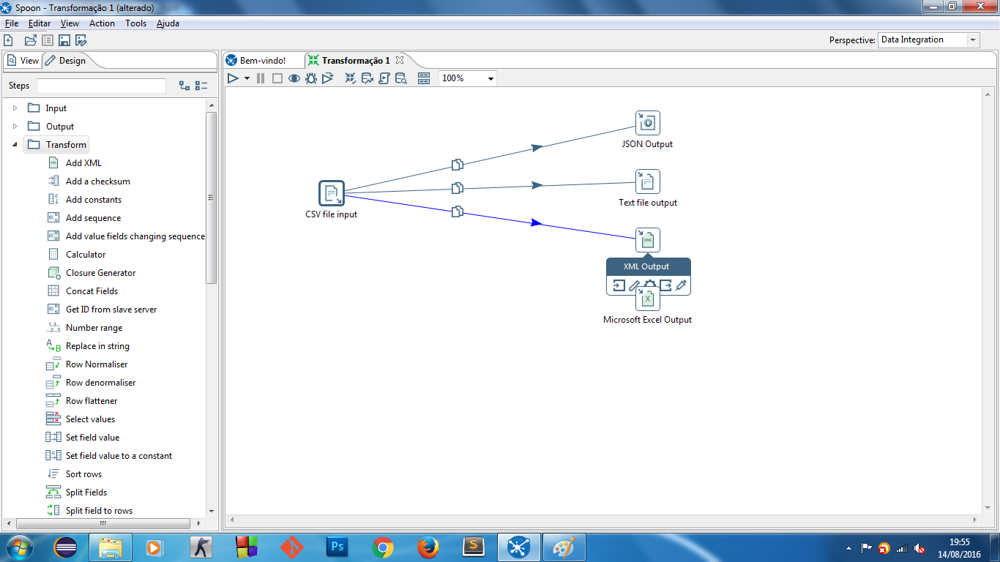 Spoon - Transformação 1 (alterado)
File Editar View Action Tools Ajuda
Perspective: Data Integration
View Design
Bem-vindo! Transformação 1
100%
Steps
Input
Output
Transform
Add XML
Add a checksum
Add constants
Add sequence
Add value fields changing sequence
Calculator
Closure Generator
Concat Fields
Get ID from slave server
Number range
Replace in string
Row Normaliser
Row denormaliser
Row flattener
Select values
Set field value
Set field value to a constant
Sort rows
Split Fields
Split field to rows
CSV file input
JSON Output
Text file output
XML
XML Output
X
Microsoft Excel Output
Ps
S
19:55
14/08/2016